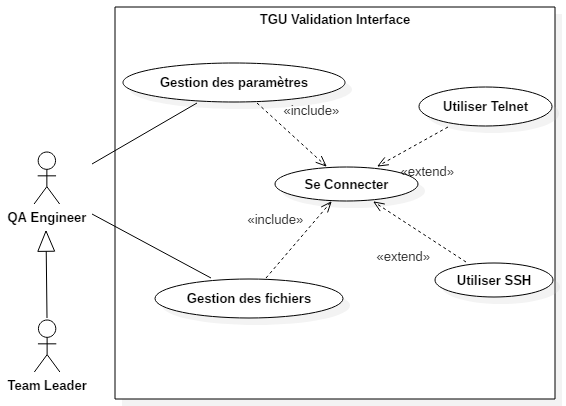 TGU Validation Interface
Gestion des paramètres
Utiliser Telnet
«include»
«extend»
Se Connecter
QA Engineer
«include»
«extend»
Utiliser SSH
Gestion des fichiers
Team Leader